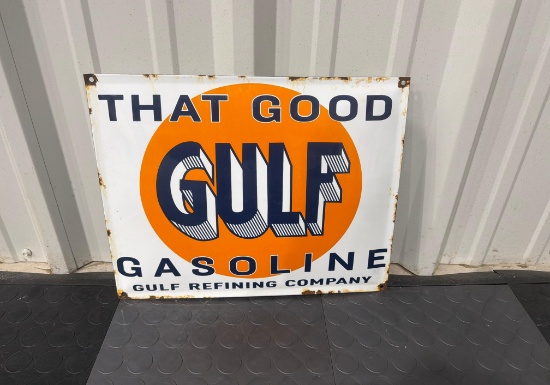 THAT GOOD
GULF
GASOLINE
GULF REFINING COMPANY